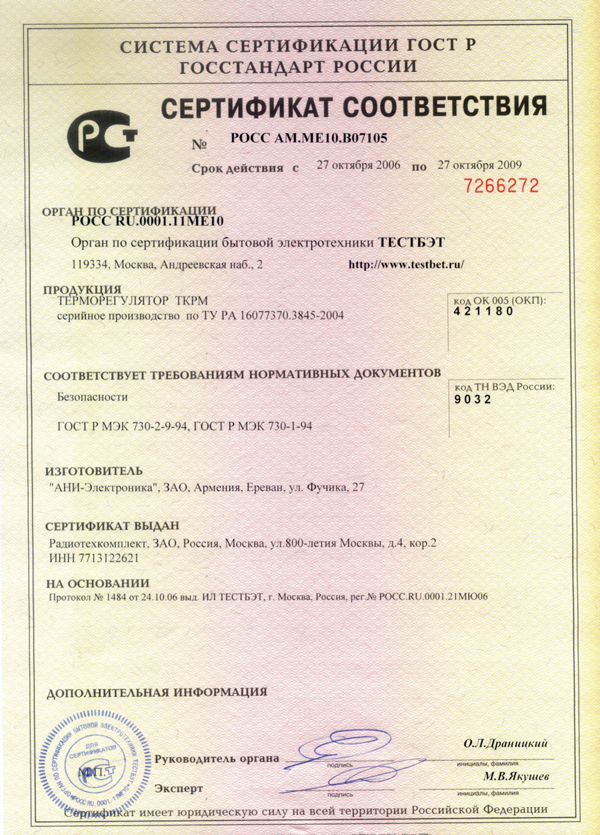 СИСТЕМА СЕРТИФИКАЦИИ ГОСТ Р
ГОССТАНДАРТ РОССИИ
СЕРТИФИКАТ СООТВЕТСТВИЯ
№ РОСС AM.ME10.B07105
Срок действия с 27 октября 2006 по 27 октября 2009
7266272
ОРГАН ПО СЕРТИФИКАЦИИ
РОСС RU.0001.11ME10
Орган по сертификации бытовой электротехники ТЕСТБЭТ
119334, Москва, Андреевская наб., 2 http://www.testbet.ru/
ПРОДУКЦИЯ
ТЕРМОРЕГУЛЯТОР ТКРМ
серийное производство по ТУ РА 16077370.3845-2004
код ОК 005 (ОКП):
421180
СООТВЕТСТВУЕТ ТРЕБОВАНИЯМ НОРМАТИВНЫХ ДОКУМЕНТОВ
Безопасности
ГОСТ Р МЭК 730-2-9-94, ГОСТ Р МЭК 730-1-94
код ТН ВЭД России:
9032
ИЗГОТОВИТЕЛЬ
"АНИ-Электроника", ЗАО, Армения, Ереван, ул. Фучика, 27
СЕРТИФИКАТ ВЫДАН
Радиотехкомплект, ЗАО, Россия, Москва, ул.800-летия Москвы, д.4, кор.2
ИНН 7713122621
НА ОСНОВАНИИ
Протокол № 1484 от 24.10.06 выд. ИЛ ТЕСТБЭТ, г. Москва, Россия, рег.№ РОСС.RU.0001.21МЮ06
ДОПОЛНИТЕЛЬНАЯ ИНФОРМАЦИЯ
ДЛЯ
СЕРТИФИКАТОВ
М.П.
Руководитель органа
подпись
О.Л.Драницкий
инициалы, фамилия
Эксперт
подпись
М.В.Якушев
инициалы, фамилия
Сертификат имеет юридическую силу на всей территории Российской Федерации